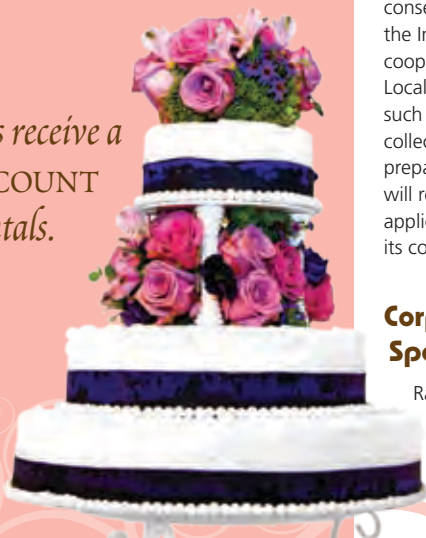 s receive a
COUNT
tals.
conse
the In
coop
Local
such
collec
prepa
will re
applic
its co
Corp
Spo
Ra